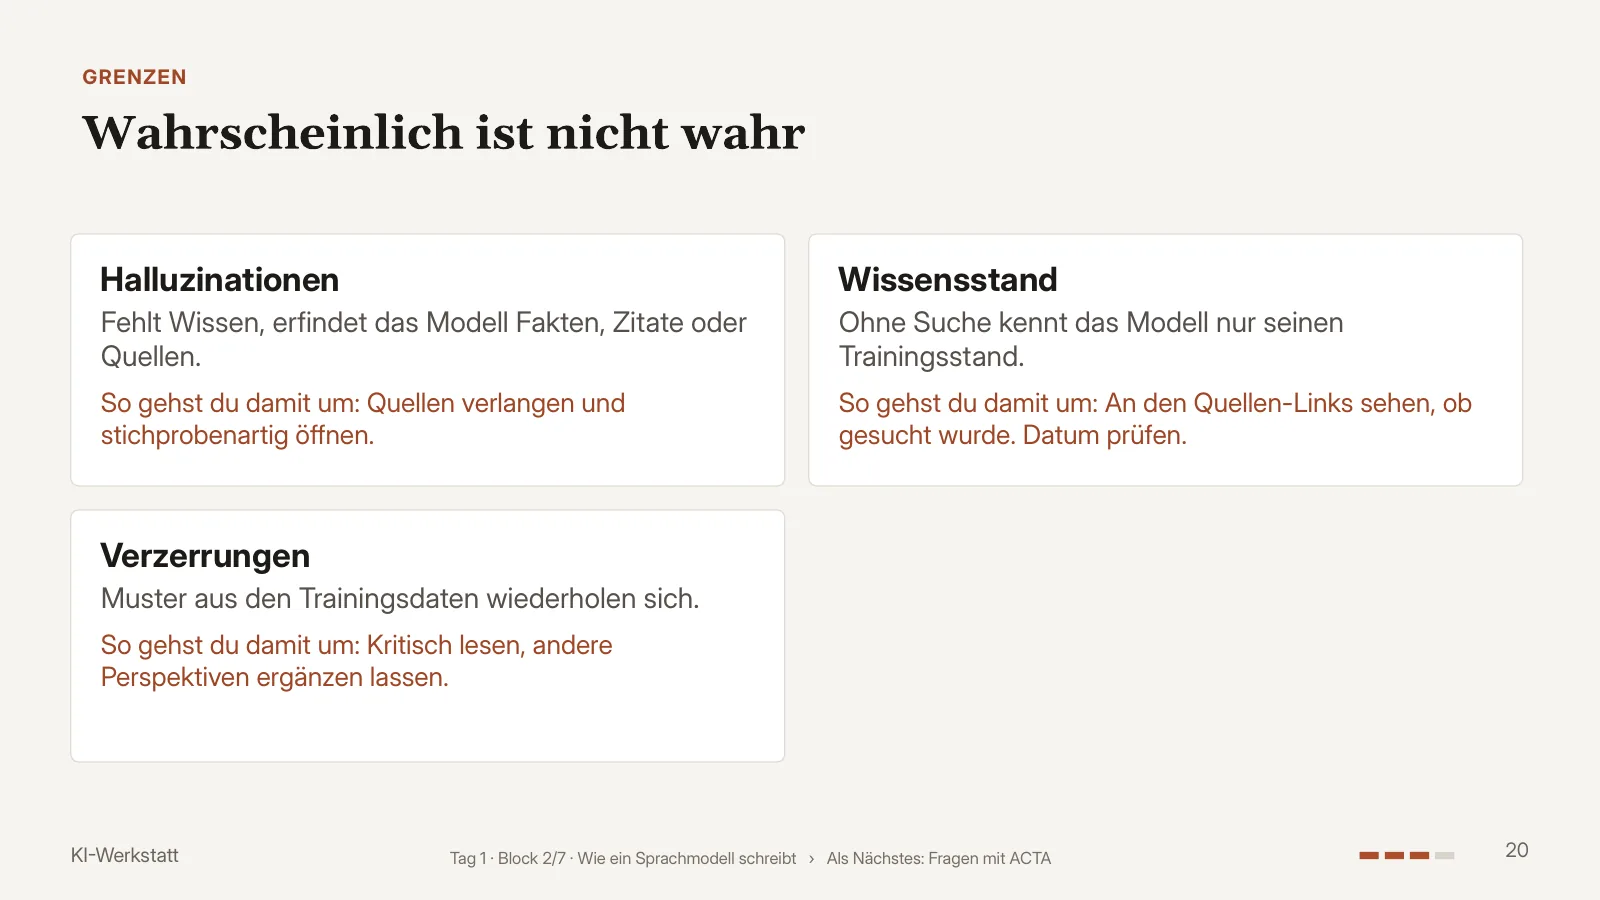 GRENZEN
Wahrscheinlich ist nicht wahr
Halluzinationen
Fehlt Wissen, erfindet das Modell Fakten, Zitate oder
Quellen.
So gehst du damit um: Quellen verlangen und
stichprobenartig öffnen.
Wissensstand
Ohne Suche kennt das Modell nur seinen
Trainingsstand.
So gehst du damit um: An den Quellen-Links sehen, ob
gesucht wurde. Datum prüfen.
Verzerrungen
Muster aus den Trainingsdaten wiederholen sich.
So gehst du damit um: Kritisch lesen, andere
Perspektiven ergänzen lassen.
KI-Werkstatt
Tag 1 · Block 2/7 · Wie ein Sprachmodell schreibt › Als Nächstes: Fragen mit ACTA
20